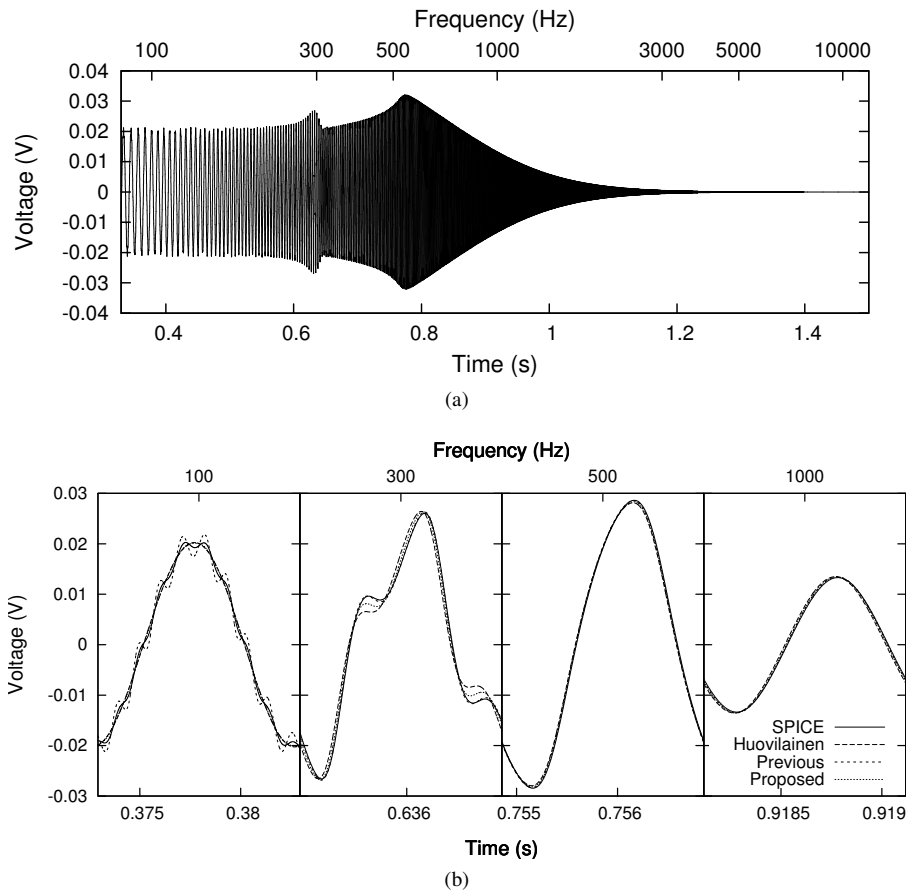 Frequency (Hz)
100 300 500 1000 3000 5000 10000
0.04
0.03
0.02
0.01
0
-0.01
-0.02
-0.03
-0.04
Voltage (V)
0.4 0.6 0.8 1 1.2 1.4
Time (s)
(a)
Frequency (Hz)
100 300 500 1000
0.03
0.02
0.01
0
-0.01
-0.02
-0.03
Voltage (V)
SPICE
Huovilainen
Previous
Proposed
0.375 0.38 0.636 0.755 0.756 0.9185 0.919
Time (s)
(b)